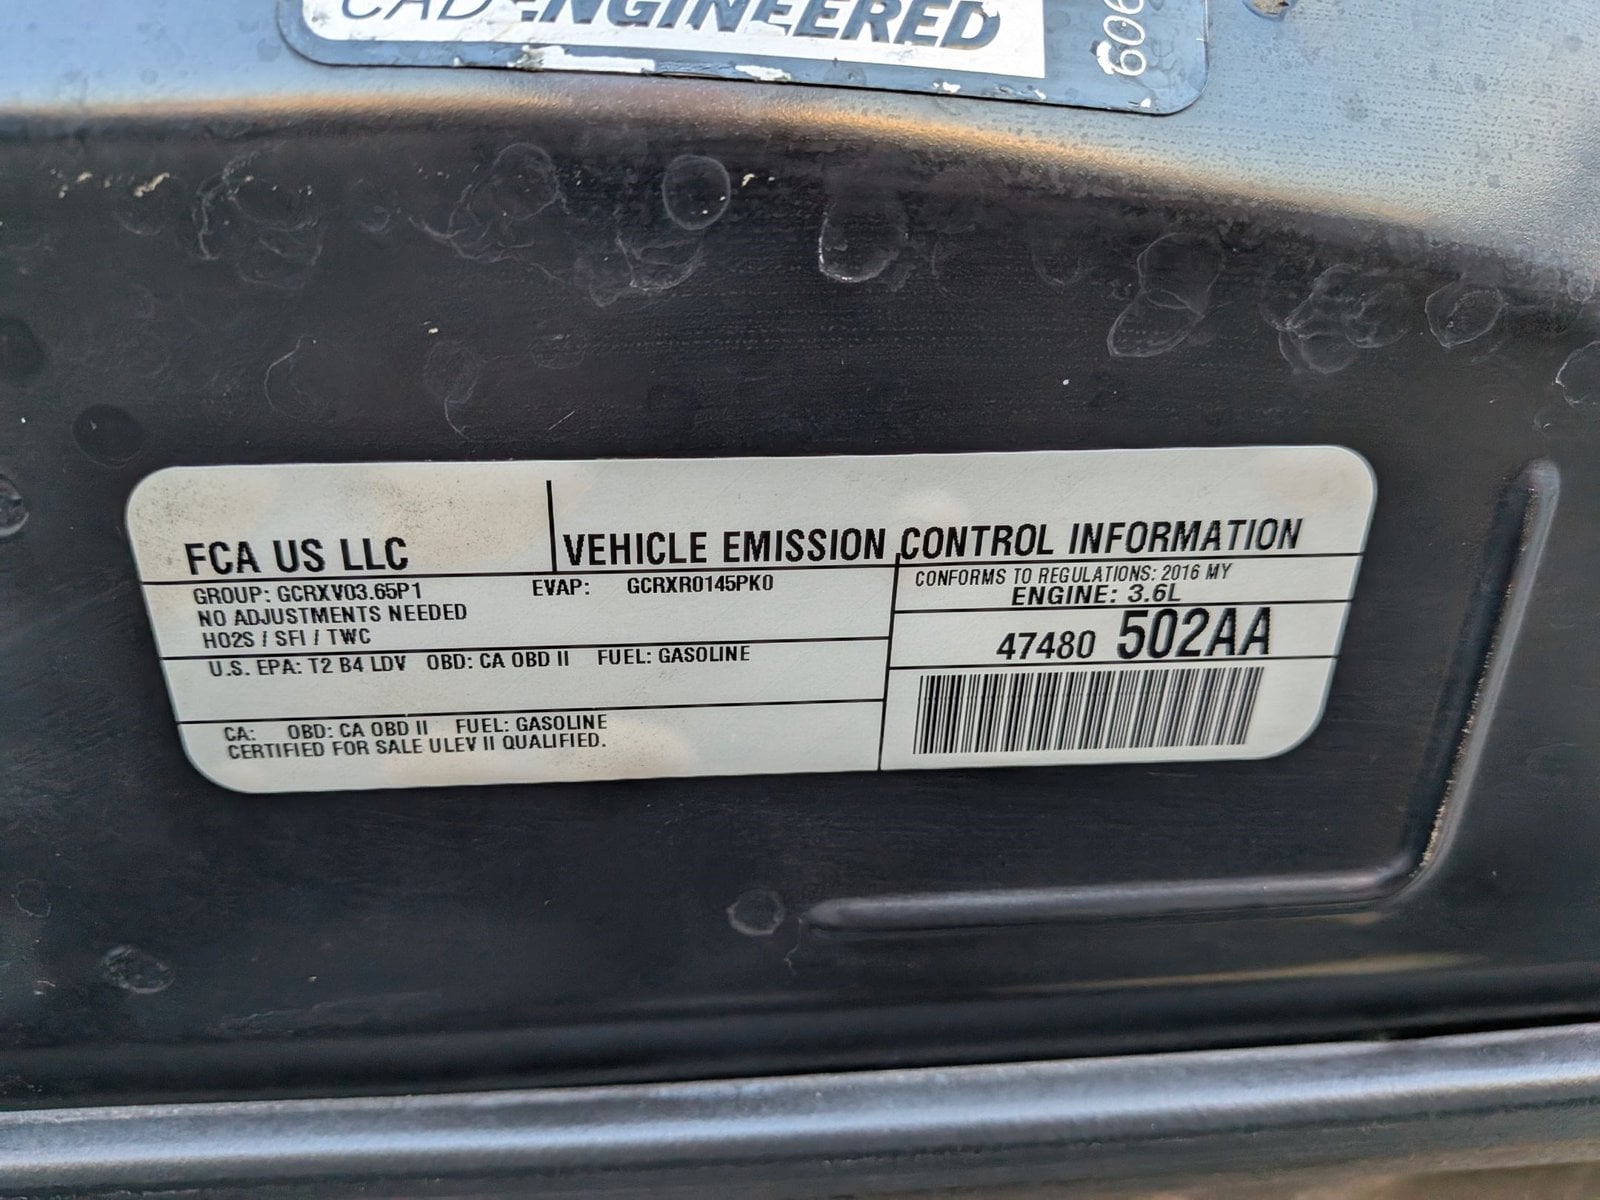 ENGINEERED
606
FCA US LLC
VEHICLE EMISSION CONTROL INFORMATION
GROUP: GCRXV03.65P1 EVAP: GCRXR0145PK0
NO ADJUSTMENTS NEEDED
HO2S / SFI / TWC
CONFORMS TO REGULATIONS: 2016 MY
ENGINE: 3.6L
47480 502AA
U.S. EPA: T2 B4 LDV OBD: CA OBD II FUEL: GASOLINE
CA: OBD: CA OBD II FUEL: GASOLINE
CERTIFIED FOR SALE ULEV II QUALIFIED.